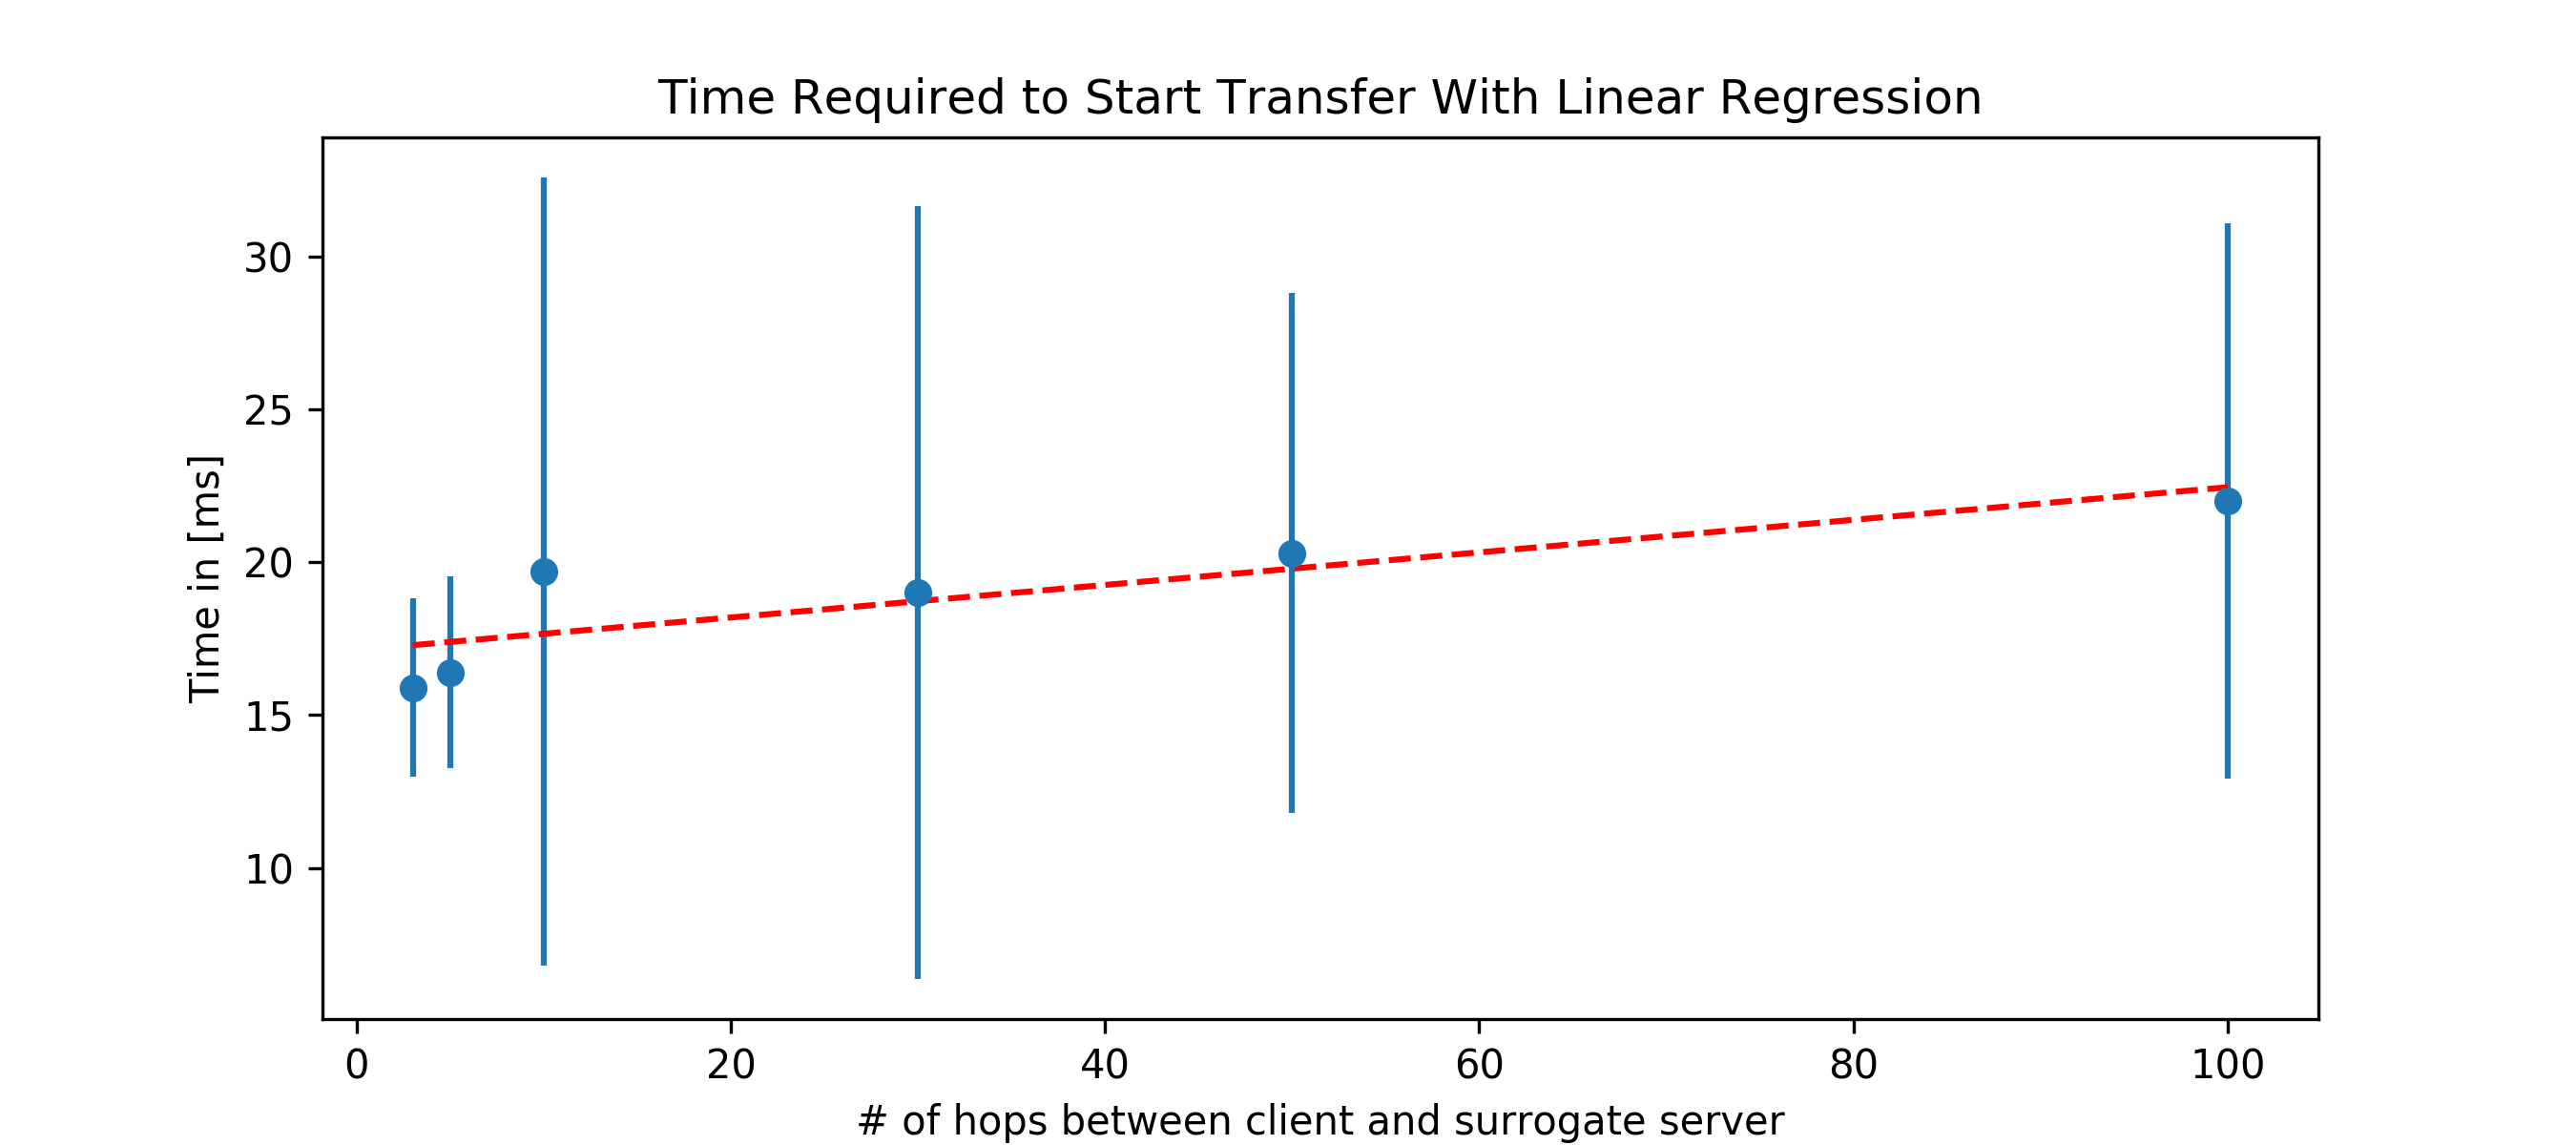 Time Required to Start Transfer With Linear Regression
30
25
20
15
10
Time in [ms]
0 20 40 60 80 100
# of hops between client and surrogate server